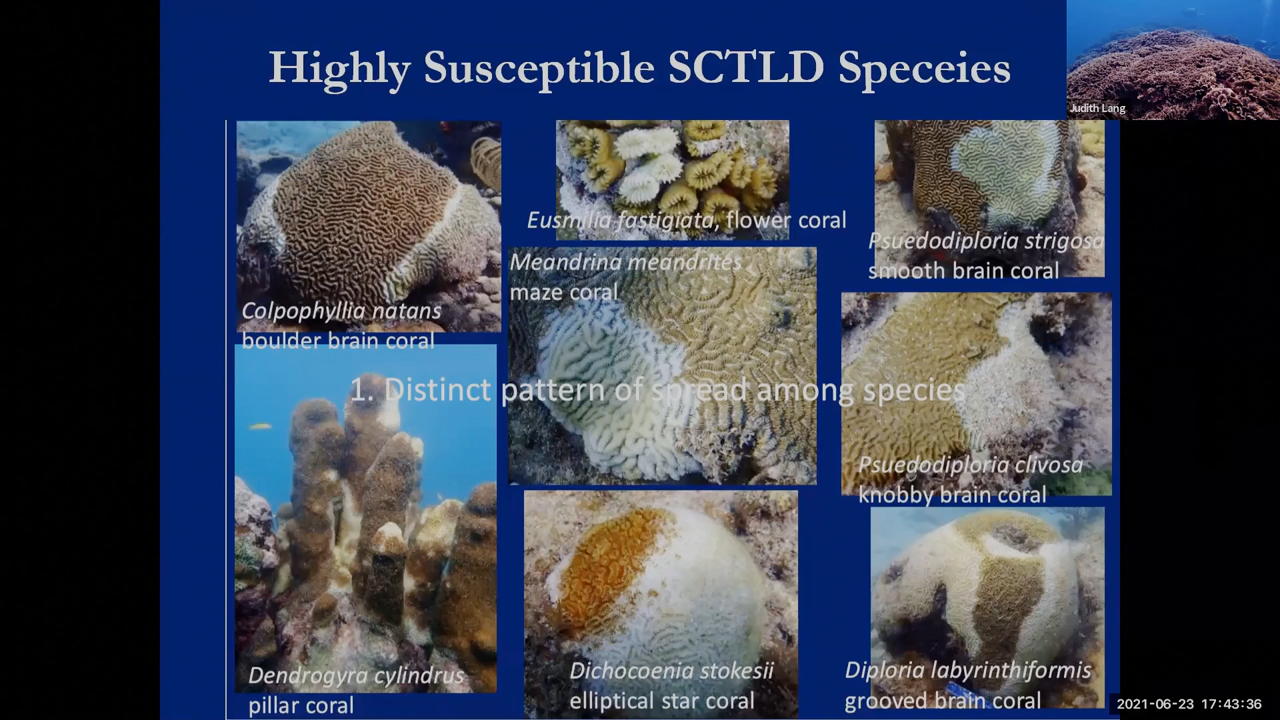 Highly Susceptible SCTLD Speceies
Judith Lang
Eusmilia fastigiata, flower coral
Psuedodiploria strigosa
smooth brain coral
Meandrina meandrites
maze coral
Colpophyllia natans
boulder brain coral
1. Distinct pattern of spread among species
Psuedodiploria clivosa
knobby brain coral
Dendrogyra cylindrus
pillar coral
Dichocoenia stokesii
elliptical star coral
Diploria labyrinthiformis
grooved brain coral
2021-06-23 17:43:36